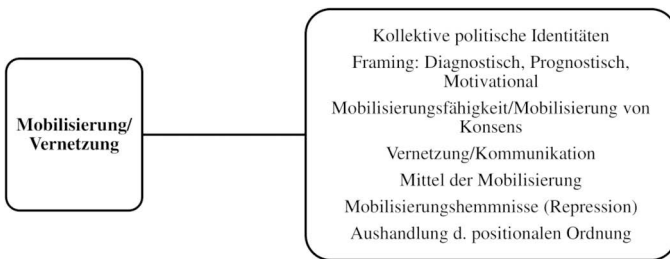 Mobilisierung/
Vernetzung
Kollektive politische Identitäten
Framing: Diagnostisch, Prognostisch,
Motivational
Mobilisierungsfähigkeit/Mobilisierung von
Konsens
Vernetzung/Kommunikation
Mittel der Mobilisierung
Mobilisierungshemmnisse (Repression)
Aushandlung d. positionalen Ordnung